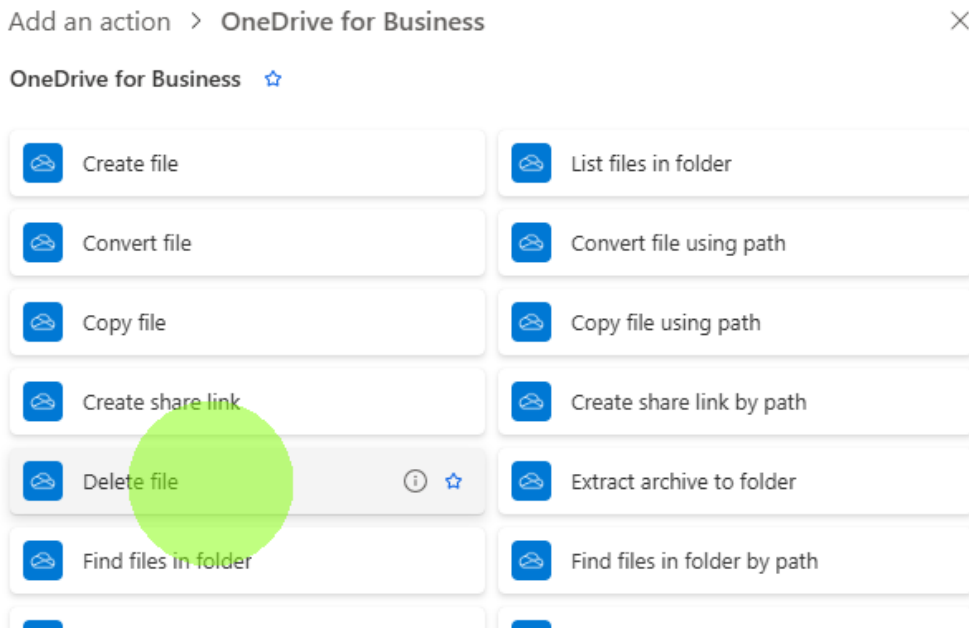 Add an action > OneDrive for Business
OneDrive for Business
Create file
List files in folder
Convert file
Convert file using path
Copy file
Copy file using path
Create share link
Create share link by path
Delete file
Extract archive to folder
Find files in folder
Find files in folder by path